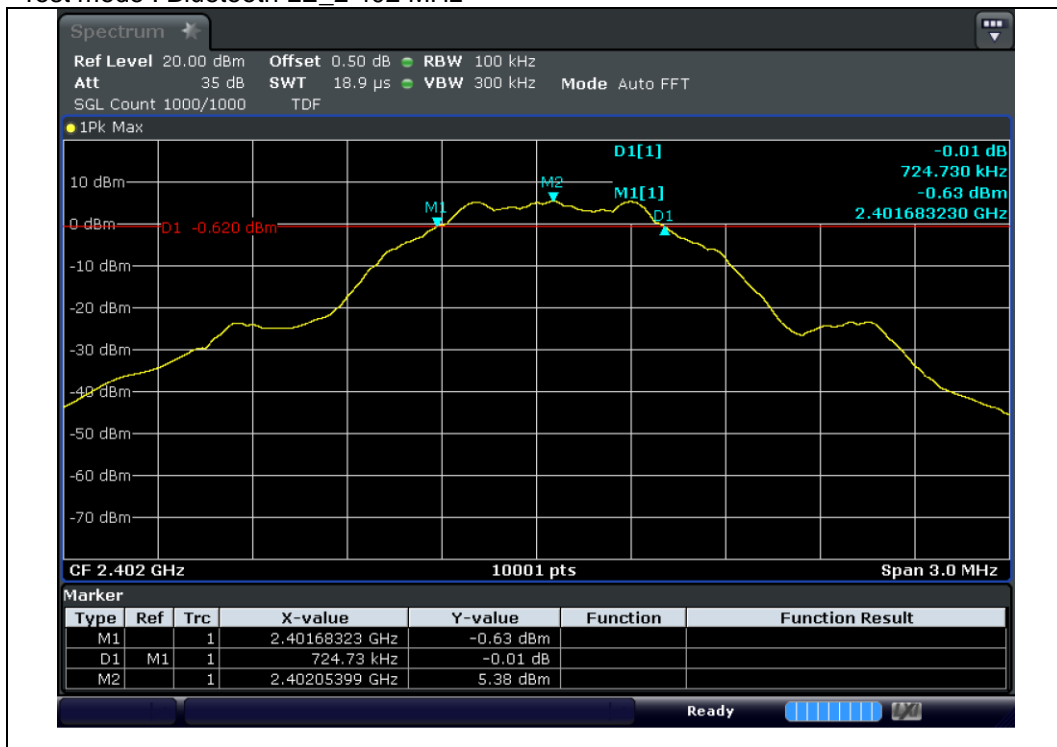 Test mode : Bluetooth LE_2 402 MHz
Spectrum
Ref Level 20.00 dBm Offset 0.50 dB RBW 100 kHz
Att 35 dB SWT 18.9 µs VBW 300 kHz Mode Auto FFT
SGL Count 1000/1000 TDF
1Pk Max
D1[1] -0.01 dB
724.730 kHz
M1[1] -0.63 dBm
2.401683230 GHz
10 dBm
M2
M1
D1
0 dBm
D1 -0.620 dBm
-10 dBm
-20 dBm
-30 dBm
-40 dBm
-50 dBm
-60 dBm
-70 dBm
CF 2.402 GHz 10001 pts Span 3.0 MHz
Marker
Type Ref Trc X-value Y-value Function Function Result
M1 1 2.40168323 GHz -0.63 dBm
D1 M1 1 724.73 kHz -0.01 dB
M2 1 2.40205399 GHz 5.38 dBm
Ready